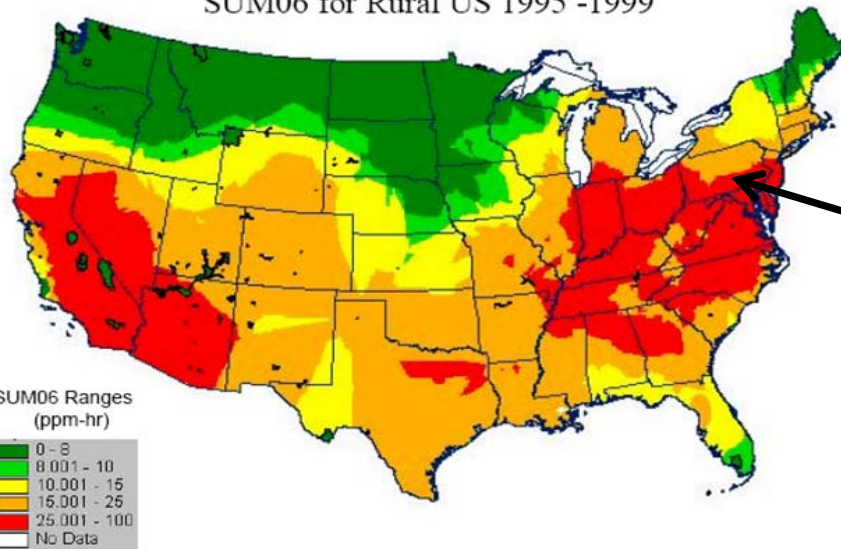 SUM06 for Rural US 1995 -1999
SUM06 Ranges
(ppm-hr)
0 - 8
8.001 - 10
10.001 - 15
15.001 - 25
25.001 - 100
No Data